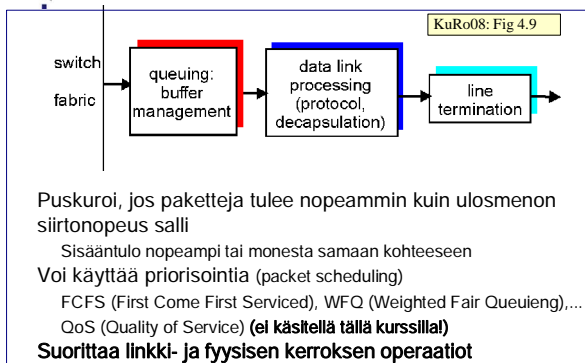 KuRo08: Fig 4.9
switch
fabric
queuing:
buffer
management
data link
processing
(protocol,
decapsulation)
line
termination
Puskuroi, jos paketteja tulee nopeammin kuin ulosmenon
siirtonopeus salli
Sisääntulo nopeampi tai monesta samaan kohteeseen
Voi käyttää priorisointia (packet scheduling)
FCFS (First Come First Serviced), WFQ (Weighted Fair Queuieng),...
QoS (Quality of Service) (ei käsitellä tällä kurssilla!)
Suorittaa linkki- ja fyysisen kerroksen operaatiot